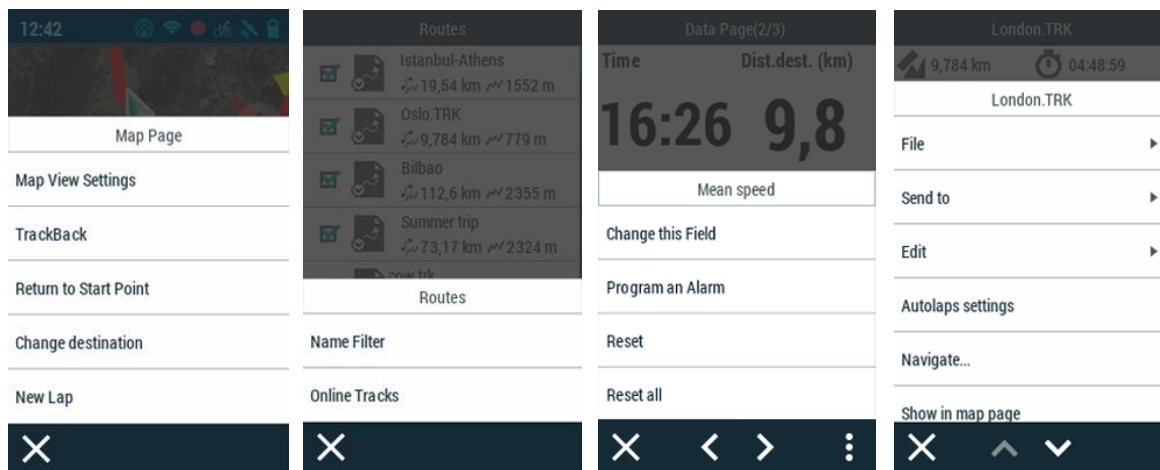 12:42
Map Page
Map View Settings
TrackBack
Return to Start Point
Change destination
New Lap
Routes
Istanbul-Athens
19,54 km 1552 m
Oslo.TRK
9,784 km 779 m
Bilbao
112,6 km 2355 m
Summer trip
73,17 km 2324 m
cow.trk
Routes
Name Filter
Online Tracks
Data Page(2/3)
Time Dist.dest. (km)
16:26 9,8
Mean speed
Change this Field
Program an Alarm
Reset
Reset all
London.TRK
9,784 km 04:48:59
London.TRK
File
Send to
Edit
Autolaps settings
Navigate...
Show in map page